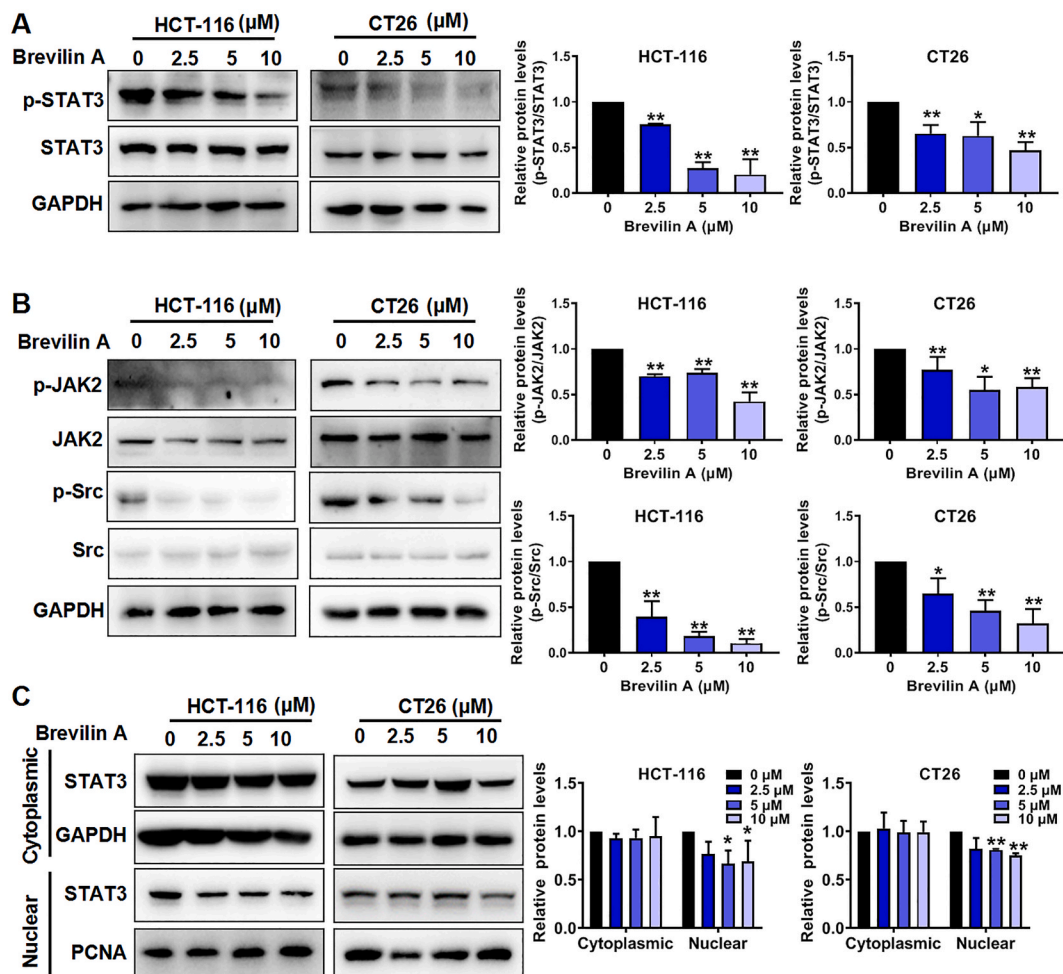 A
HCT-116 (µM)
CT26 (µM)
Brevilin A 0 2.5 5 10 0 2.5 5 10
p-STAT3
STAT3
GAPDH
HCT-116
Relative protein levels
(p-STAT3/STAT3)
1.5
1.0
0.5
0.0
** ** **
0 2.5 5 10
Brevilin A (µM)
CT26
Relative protein levels
(p-STAT3/STAT3)
1.5
1.0
0.5
0.0
** * **
0 2.5 5 10
Brevilin A (µM)
B
HCT-116 (µM)
CT26 (µM)
Brevilin A 0 2.5 5 10 0 2.5 5 10
p-JAK2
JAK2
p-Src
Src
GAPDH
HCT-116
Relative protein levels
(p-JAK2/JAK2)
1.5
1.0
0.5
0.0
** ** **
0 2.5 5 10
Brevilin A (µM)
CT26
Relative protein levels
(p-JAK2/JAK2)
1.5
1.0
0.5
0.0
** * **
0 2.5 5 10
Brevilin A (µM)
HCT-116
Relative protein levels
(p-Src/Src)
1.5
1.0
0.5
0.0
** ** **
0 2.5 5 10
Brevilin A (µM)
CT26
Relative protein levels
(p-Src/Src)
1.5
1.0
0.5
0.0
* ** **
0 2.5 5 10
Brevilin A (µM)
C
HCT-116 (µM)
CT26 (µM)
Brevilin A 0 2.5 5 10 0 2.5 5 10
Cytoplasmic
STAT3
GAPDH
Nuclear
STAT3
PCNA
HCT-116
Relative protein levels
1.5
1.0
0.5
0.0
0 µM
2.5 µM
5 µM
10 µM
* *
Cytoplasmic Nuclear
CT26
Relative protein levels
1.5
1.0
0.5
0.0
0 µM
2.5 µM
5 µM
10 µM
** **
Cytoplasmic Nuclear